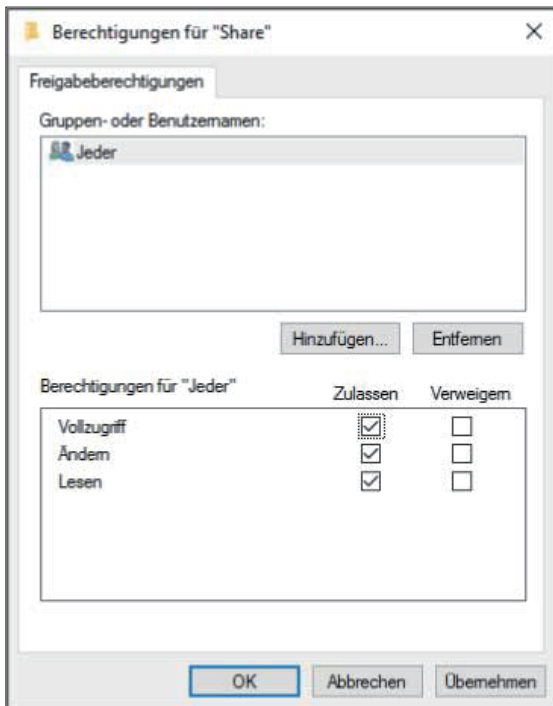 Berechtigungen für "Share"
Freigabeberechtigungen
Gruppen- oder Benutzernamen:
Jeder
Hinzufügen... Entfernen
Berechtigungen für "Jeder" Zulassen Verweigern
Vollzugriff
Ändern
Lesen
OK Abbrechen Übernehmen